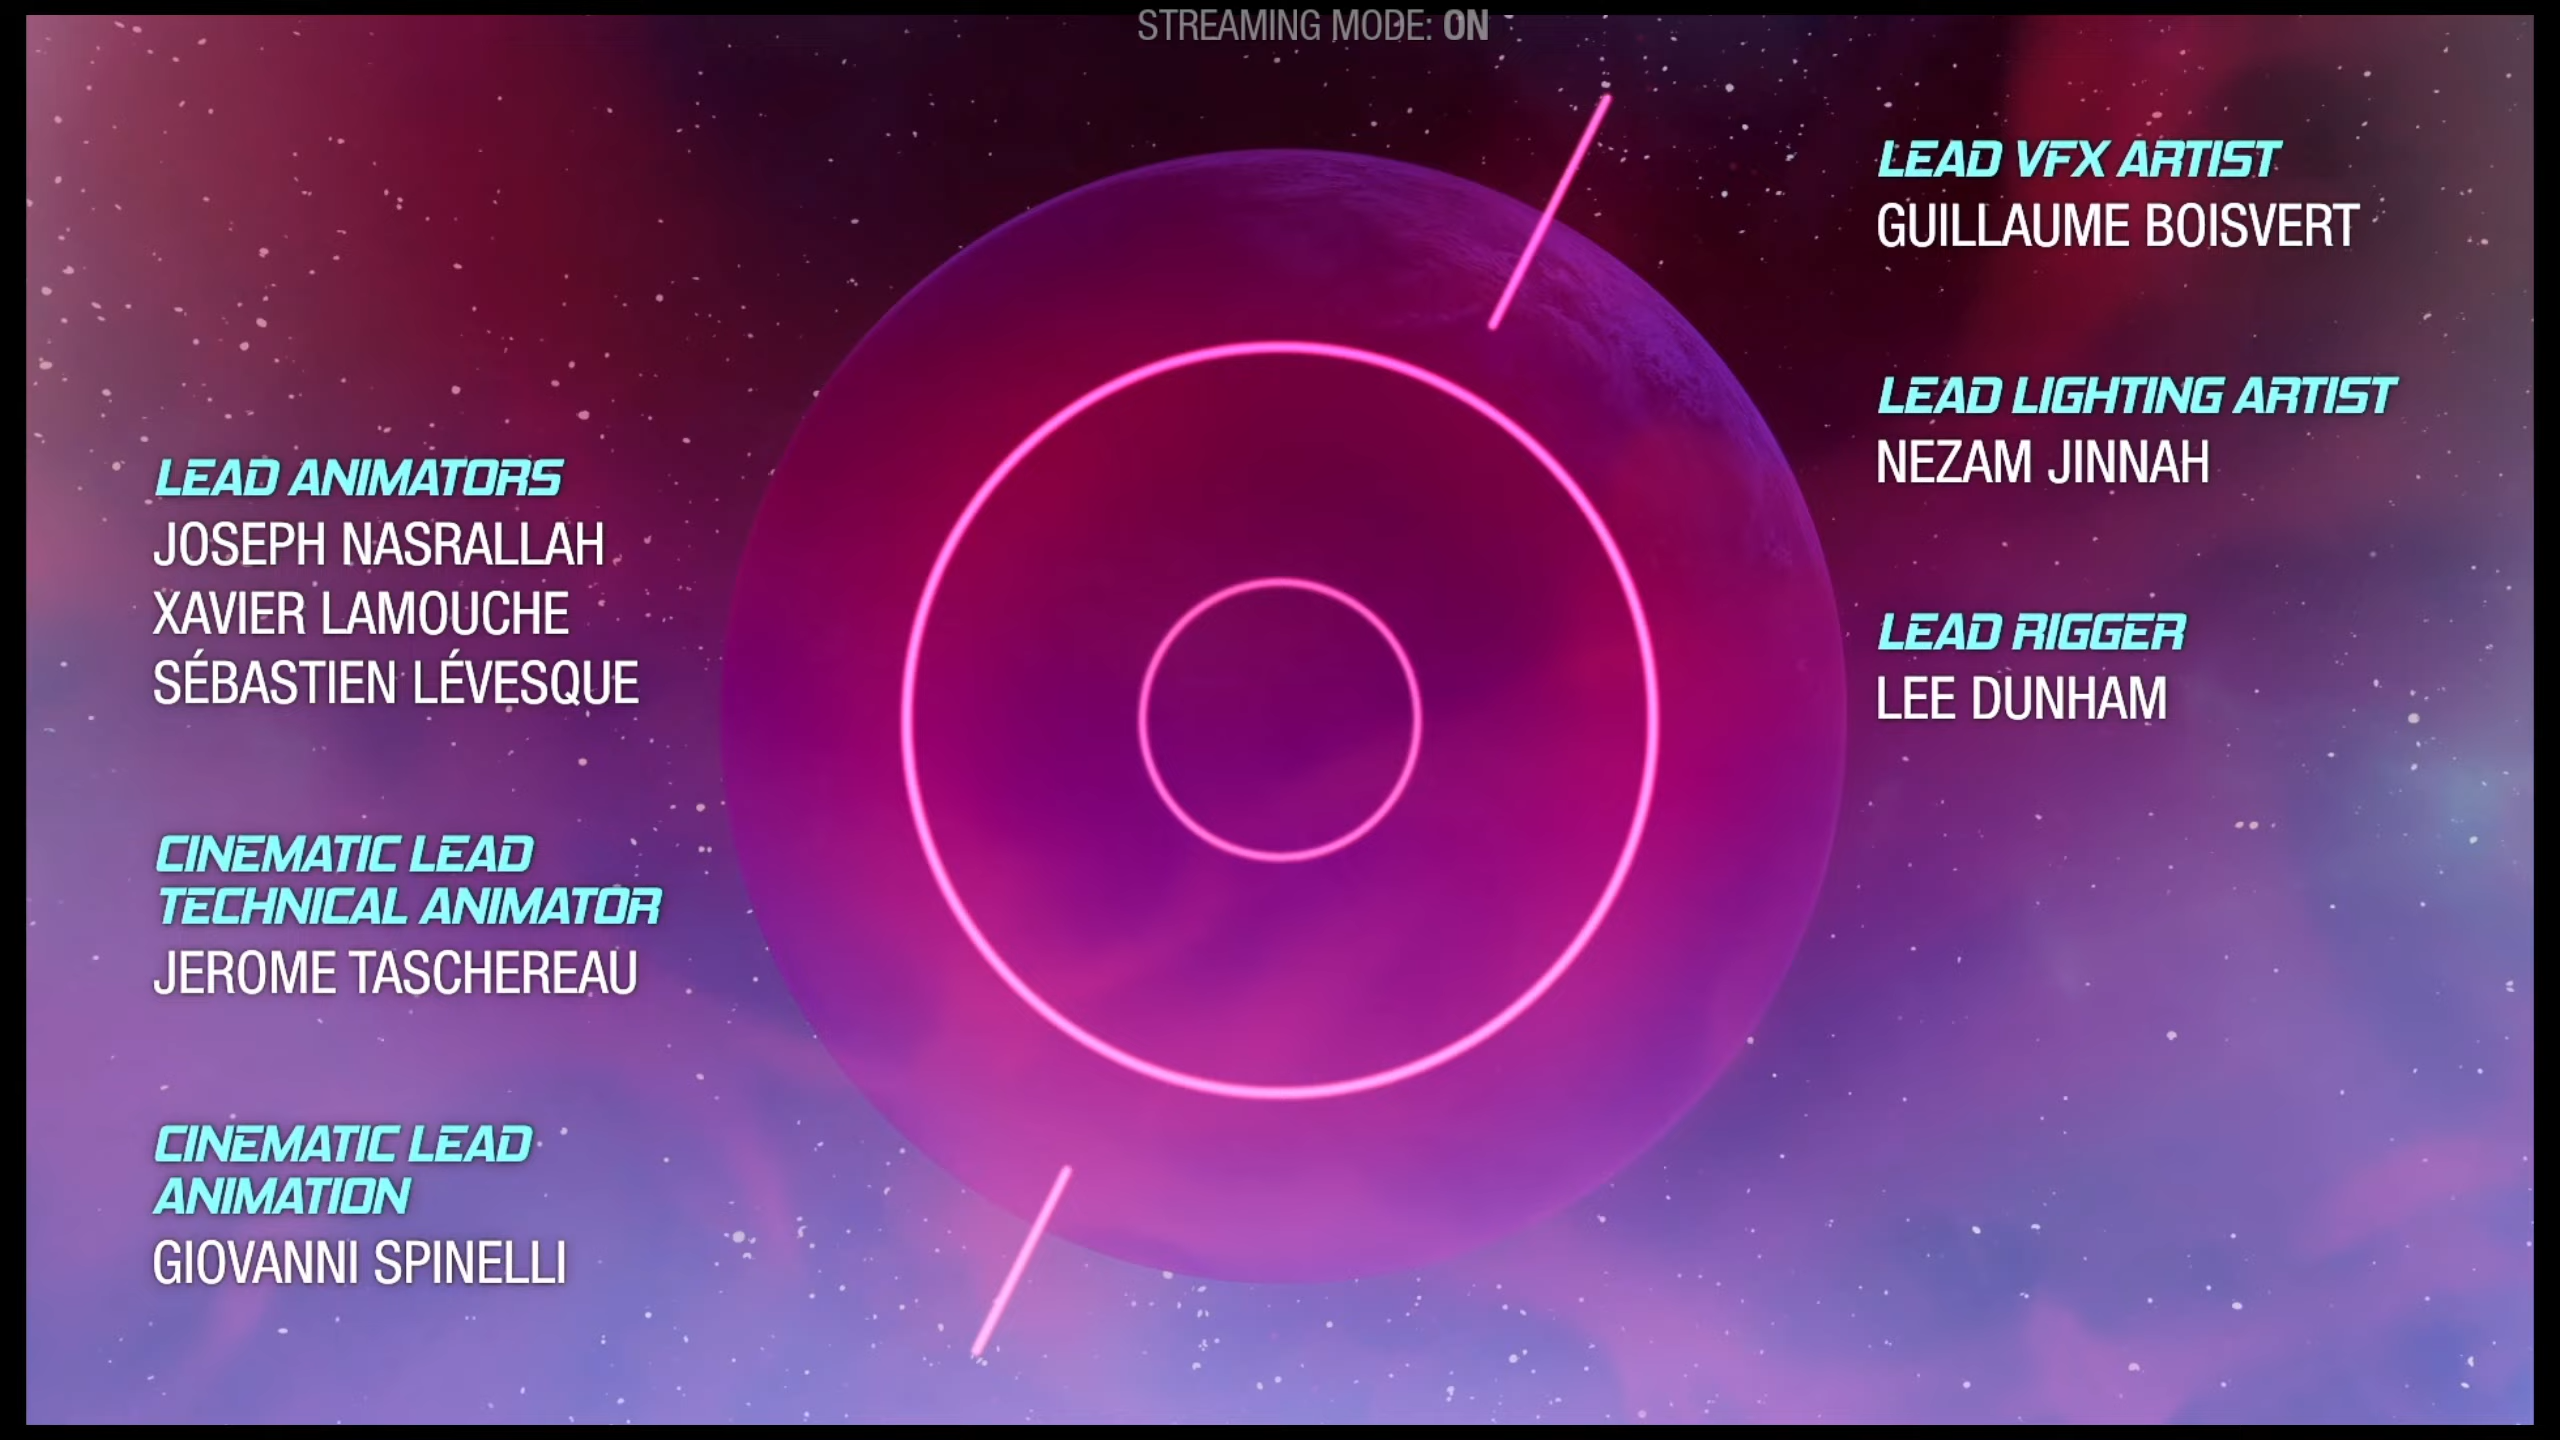 STREAMING MODE: ON
LEAD ANIMATORS
JOSEPH NASRALLAH
XAVIER LAMOUCHE
SÉBASTIEN LÉVESQUE
CINEMATIC LEAD
TECHNICAL ANIMATOR
JEROME TASCHEREAU
CINEMATIC LEAD
ANIMATION
GIOVANNI SPINELLI
LEAD VFX ARTIST
GUILLAUME BOISVERT
LEAD LIGHTING ARTIST
NEZAM JINNAH
LEAD RIGGER
LEE DUNHAM